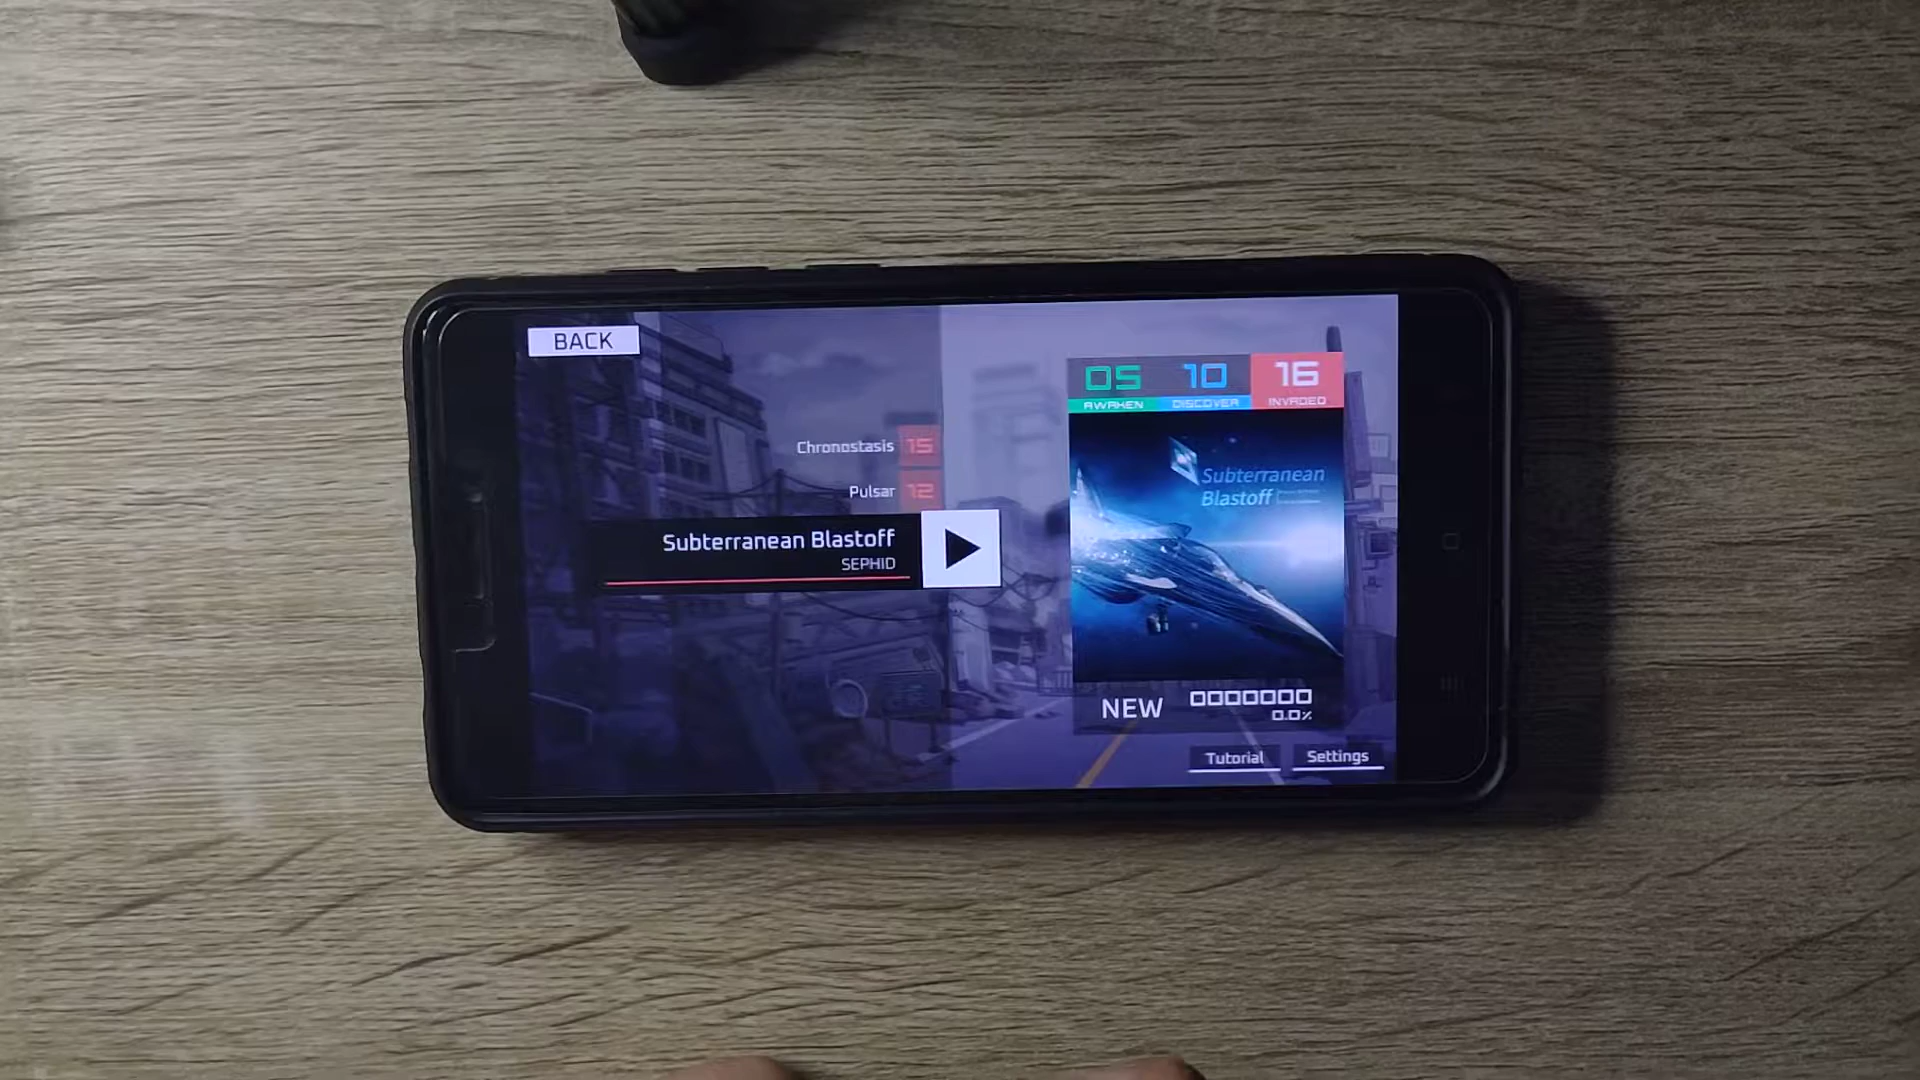 BACK
05
AWAKEN
10
DISCOVER
16
INVADED
Chronostasis 15
Pulsar 12
Subterranean Blastoff
SEPHID
Subterranean
Blastoff
NEW
0000000
0.0%
Tutorial
Settings